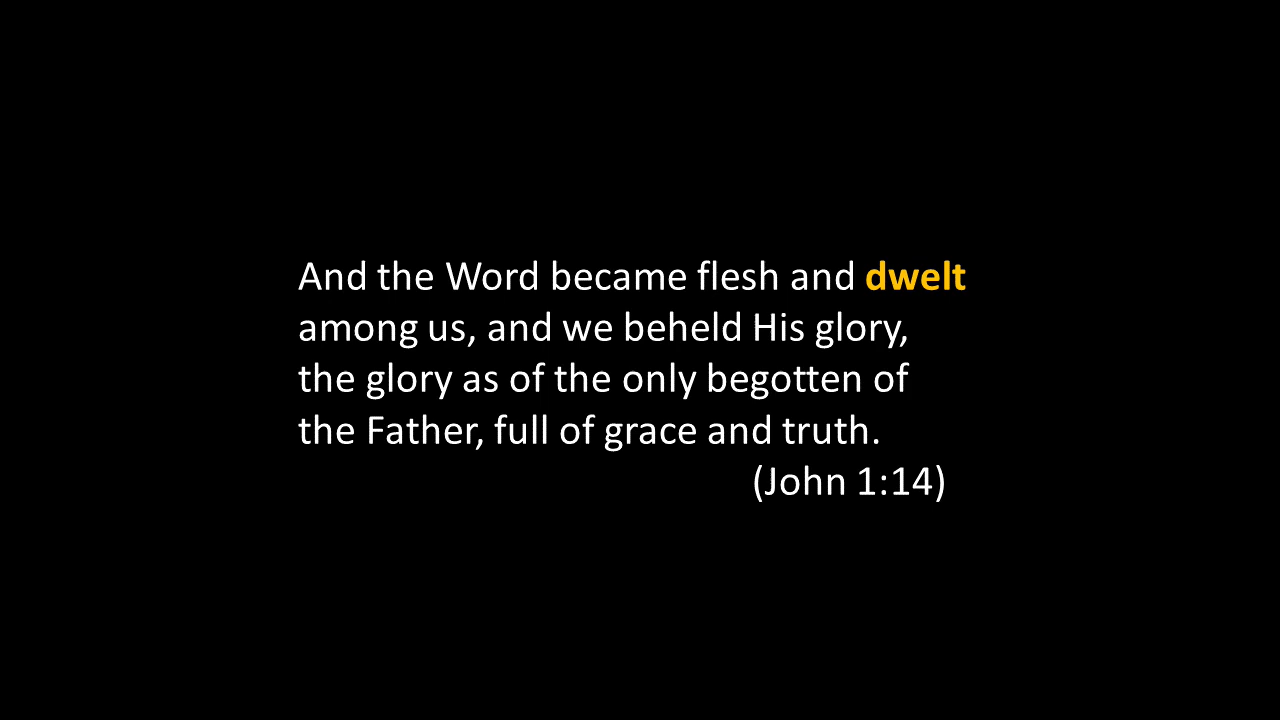 And the Word became flesh and dwelt
among us, and we beheld His glory,
the glory as of the only begotten of
the Father, full of grace and truth.
(John 1:14)